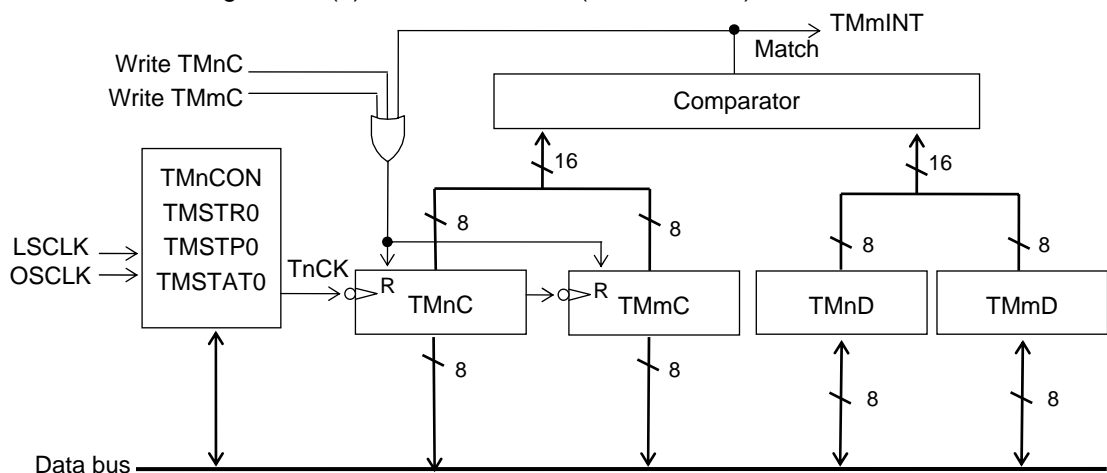 TMmINT
Match
Write TMnC
Write TMmC
Comparator
16
16
TMnCON
TMSTR0
TMSTP0
TMSTAT0
8
8
8
8
LSCLK
OSCLK
TnCK
R
TMnC
R
TMmC
TMnD
TMmD
8
8
8
8
Data bus